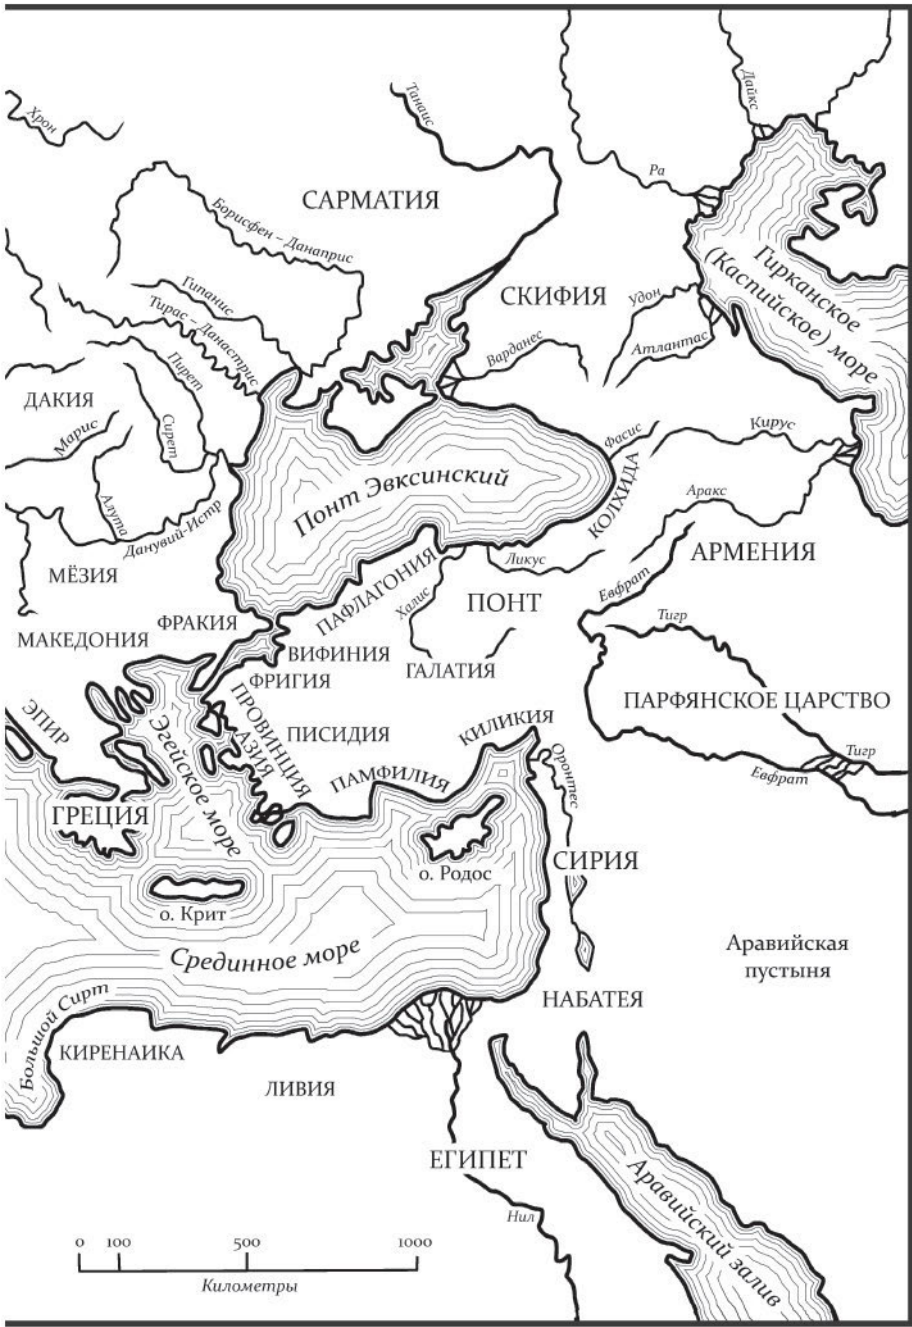 Хрон
Танаис
Дайкс
Ра
САРМАТИЯ
Борисфен – Данаприс
Гирканское
(Каспийское) море
Гипанис
Тирас – Данастрис
СКИФИЯ
Удон
Атлантас
Варданес
Пирет
ДАКИЯ
Марис
Сирет
Алута
Данувий-Истр
Понт Эвксинский
Фасис
КОЛХИДА
Кирус
Аракс
АРМЕНИЯ
МЁЗИЯ
Ликус
Евфрат
ПАФЛАГОНИЯ
Халис
ПОНТ
Тигр
ФРАКИЯ
МАКЕДОНИЯ
ВИФИНИЯ
ФРИГИЯ
ГАЛАТИЯ
ПАРФЯНСКОЕ ЦАРСТВО
ЭПИР
Эгейское море
ПРОВИНЦИЯ
АЗИЯ
ПИСИДИЯ
КИЛИКИЯ
ПАМФИЛИЯ
Оронтес
Тигр
Евфрат
ГРЕЦИЯ
СИРИЯ
о. Родос
о. Крит
Срединное море
Аравийская
пустыня
НАБАТЕЯ
Большой Сирт
КИРЕНАИКА
ЛИВИЯ
ЕГИПЕТ
Аравийский залив
Нил
0 100 500 1000
Километры